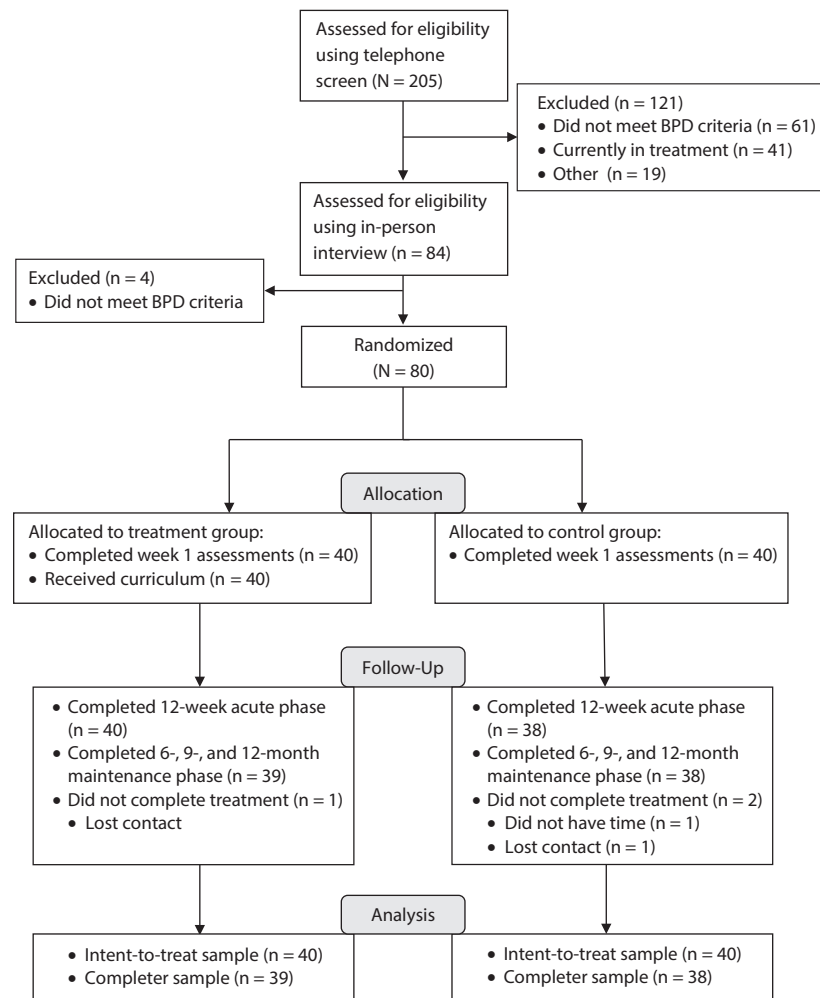 Assessed for eligibility
using telephone
screen (N = 205)
Excluded (n = 121)
• Did not meet BPD criteria (n = 61)
• Currently in treatment (n = 41)
• Other (n = 19)
Assessed for eligibility
using in-person
interview (n = 84)
Excluded (n = 4)
• Did not meet BPD criteria
Randomized
(N = 80)
Allocation
Allocated to treatment group:
• Completed week 1 assessments (n = 40)
• Received curriculum (n = 40)
Allocated to control group:
• Completed week 1 assessments (n = 40)
Follow-Up
• Completed 12-week acute phase
(n = 40)
• Completed 6-, 9-, and 12-month
maintenance phase (n = 39)
• Did not complete treatment (n = 1)
• Lost contact
• Completed 12-week acute phase
(n = 38)
• Completed 6-, 9-, and 12-month
maintenance phase (n = 38)
• Did not complete treatment (n = 2)
• Did not have time (n = 1)
• Lost contact (n = 1)
Analysis
• Intent-to-treat sample (n = 40)
• Completer sample (n = 39)
• Intent-to-treat sample (n = 40)
• Completer sample (n = 38)